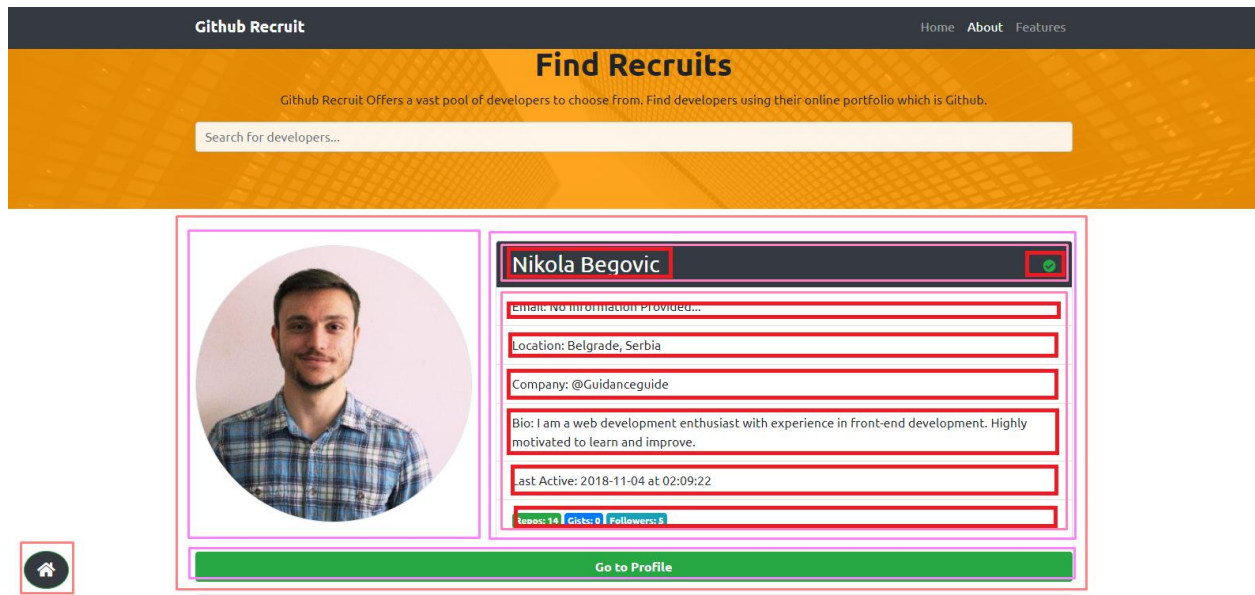 Github Recruit
Home About Features
Find Recruits
Github Recruit Offers a vast pool of developers to choose from. Find developers using their online portfolio which is Github.
Search for developers...
Nikola Begovic
Email: No Information Provided...
Location: Belgrade, Serbia
Company: @Guidanceguide
Bio: I am a web development enthusiast with experience in front-end development. Highly
motivated to learn and improve.
Last Active: 2018-11-04 at 02:09:22
Repos: 14 Gists: 0 Followers: 5
Go to Profile